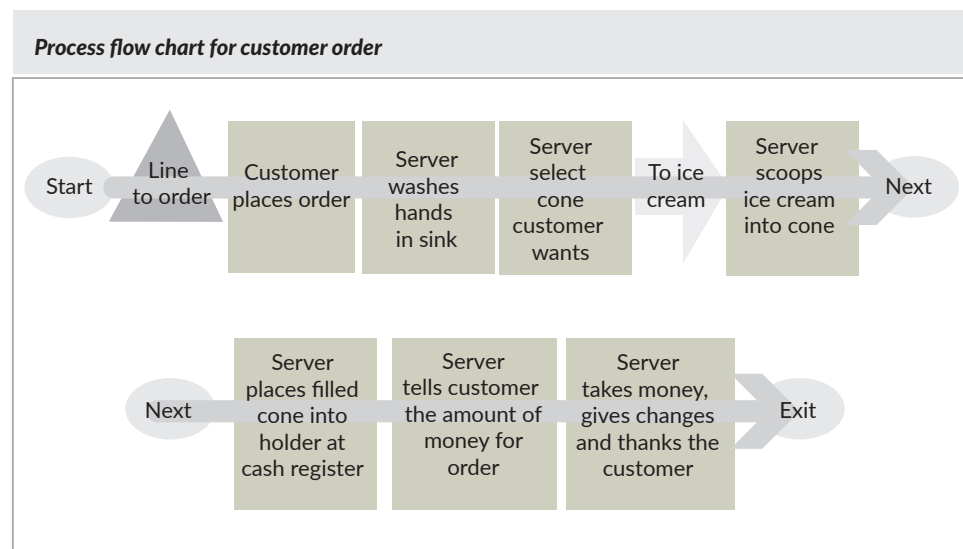 Process flow chart for customer order
Start
Line
to order
Customer
places order
Server
washes
hands
in sink
Server
select
cone
customer
wants
To ice
cream
Server
scoops
ice cream
into cone
Next
Next
Server
places filled
cone into
holder at
cash register
Server
tells customer
the amount of
money for
order
Server
takes money,
gives changes
and thanks the
customer
Exit